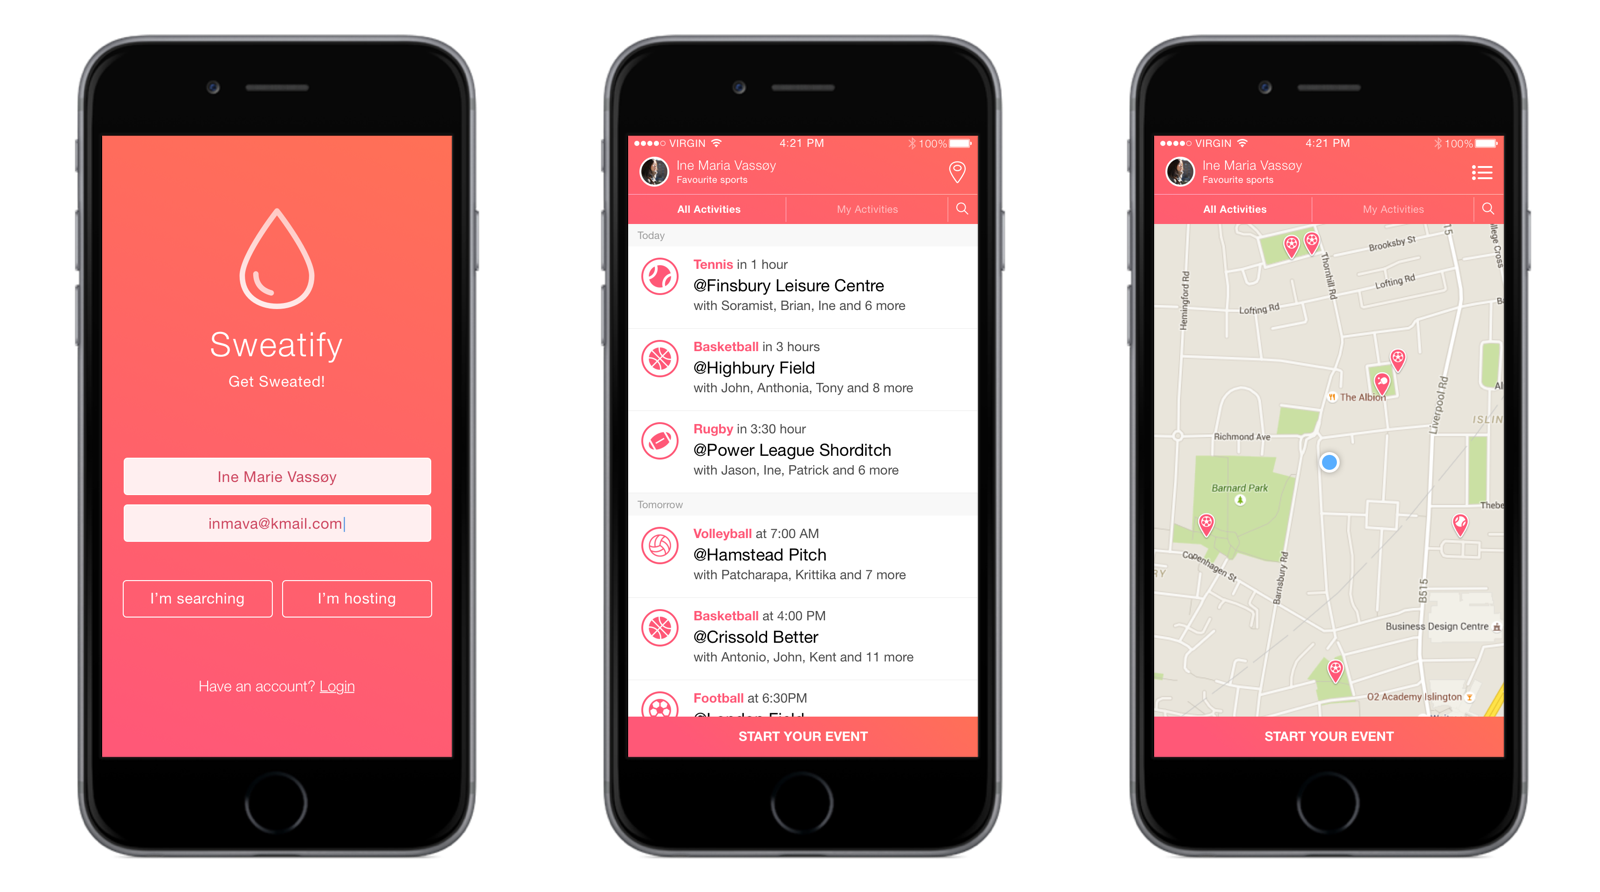 Sweatify
Get Sweated!
Ine Marie Vassøy
inmava@kmail.com
I'm searching
I'm hosting
Have an account? Login
VIRGIN
4:21 PM
100%
Ine Maria Vassøy
Favourite sports
All Activities
My Activities
Today
Tennis in 1 hour
@Finsbury Leisure Centre
with Soramist, Brian, Ine and 6 more
Basketball in 3 hours
@Highbury Field
with John, Anthonia, Tony and 8 more
Rugby in 3:30 hour
@Power League Shorditch
with Jason, Ine, Patrick and 6 more
Tomorrow
Volleyball at 7:00 AM
@Hamstead Pitch
with Patcharapa, Krittika and 7 more
Basketball at 4:00 PM
@Crissold Better
with Antonio, John, Kent and 11 more
Football at 6:30PM
@London Field
START YOUR EVENT
VIRGIN
4:21 PM
100%
Ine Maria Vassøy
Favourite sports
All Activities
My Activities
Brooksby St
15
llege Cross
Thornhill Rd
Hemingford Rd
Lofting Rd
Lofting Rd
The Albion
Liverpool Rd
ISLIN
Richmond Ave
Barnard Park
Thebe
Copenhagen St
RY
Barnsbury Rd
B515
Business Design Centre
O2 Academy Islington
START YOUR EVENT